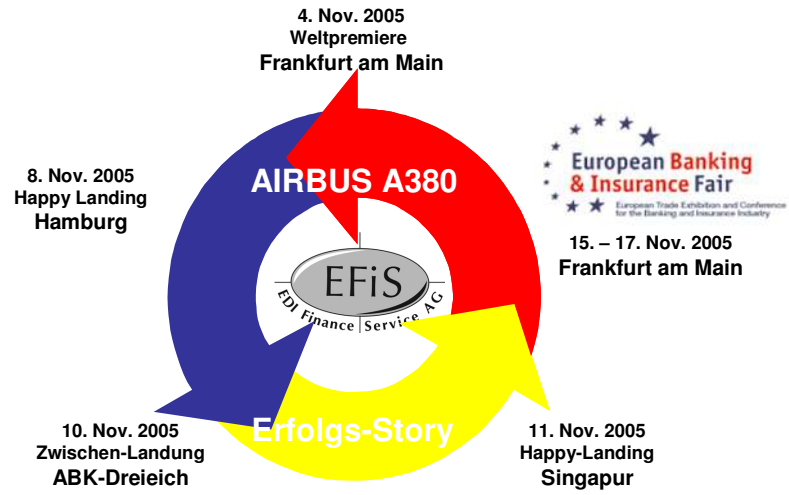 4. Nov. 2005
Weltpremiere
Frankfurt am Main
European Banking
& Insurance Fair
European Trade Exhibition and Conference
for the Banking and Insurance Industry
15. – 17. Nov. 2005
Frankfurt am Main
8. Nov. 2005
Happy Landing
Hamburg
AIRBUS A380
EFiS
EDI Finance Service AG
Erfolgs-Story
10. Nov. 2005
Zwischen-Landung
ABK-Dreieich
11. Nov. 2005
Happy-Landing
Singapur